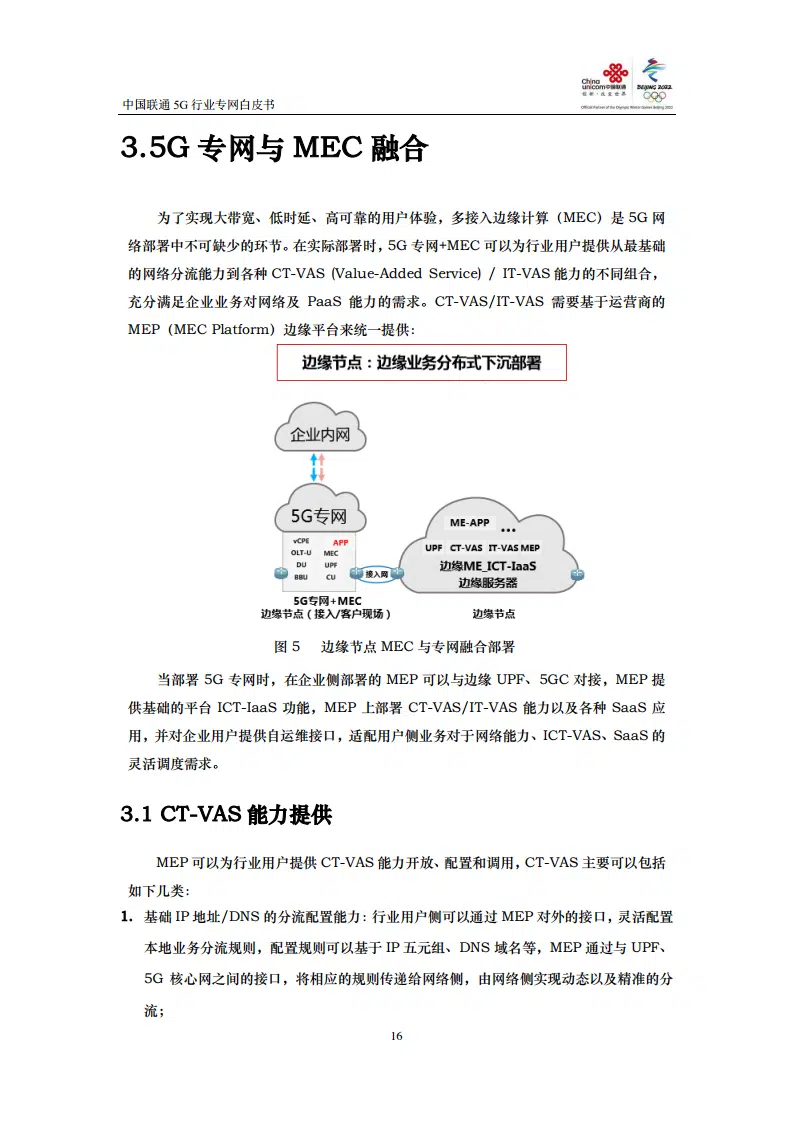 China
unicom中国联通
创新·改变世界
BEIJING 2022
Official Partner of the Olympic Winter Games Beijing 2022
中国联通 5G 行业专网白皮书
3.5G 专网与 MEC 融合
为了实现大带宽、低时延、高可靠的用户体验，多接入边缘计算（MEC）是 5G 网
络部署中不可缺少的环节。在实际部署时，5G 专网+MEC 可以为行业用户提供从最基础
的网络分流能力到各种 CT-VAS (Value-Added Service) / IT-VAS 能力的不同组合，
充分满足企业业务对网络及 PaaS 能力的需求。CT-VAS/IT-VAS 需要基于运营商的
MEP（MEC Platform）边缘平台来统一提供：
边缘节点：边缘业务分布式下沉部署
企业内网
5G专网
vCPE APP
OLT-U MEC
DU UPF
BBU CU
接入网
ME-APP ...
UPF CT-VAS IT-VAS MEP
边缘ME_ICT-IaaS
边缘服务器
5G专网+MEC
边缘节点（接入/客户现场）
边缘节点
图 5 边缘节点 MEC 与专网融合部署
当部署 5G 专网时，在企业侧部署的 MEP 可以与边缘 UPF、5GC 对接，MEP 提
供基础的平台 ICT-IaaS 功能，MEP 上部署 CT-VAS/IT-VAS 能力以及各种 SaaS 应
用，并对企业用户提供自运维接口，适配用户侧业务对于网络能力、ICT-VAS、SaaS 的
灵活调度需求。
3.1 CT-VAS 能力提供
MEP 可以为行业用户提供 CT-VAS 能力开放、配置和调用，CT-VAS 主要可以包括
如下几类：
1. 基础 IP 地址/DNS 的分流配置能力：行业用户侧可以通过 MEP 对外的接口，灵活配置
本地业务分流规则，配置规则可以基于 IP 五元组、DNS 域名等，MEP 通过与 UPF、
5G 核心网之间的接口，将相应的规则传递给网络侧，由网络侧实现动态以及精准的分
流；
16